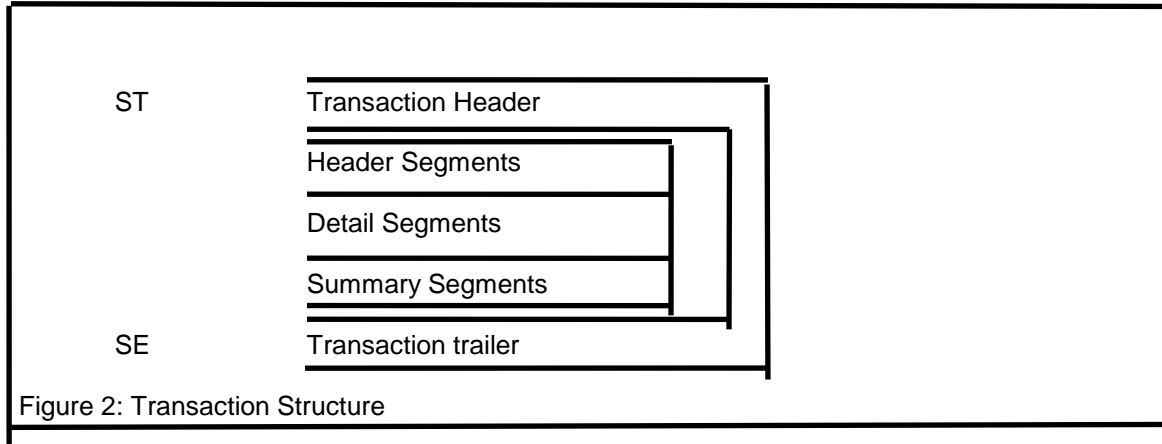 ST Transaction Header
Header Segments
Detail Segments
Summary Segments
SE Transaction trailer
Figure 2: Transaction Structure